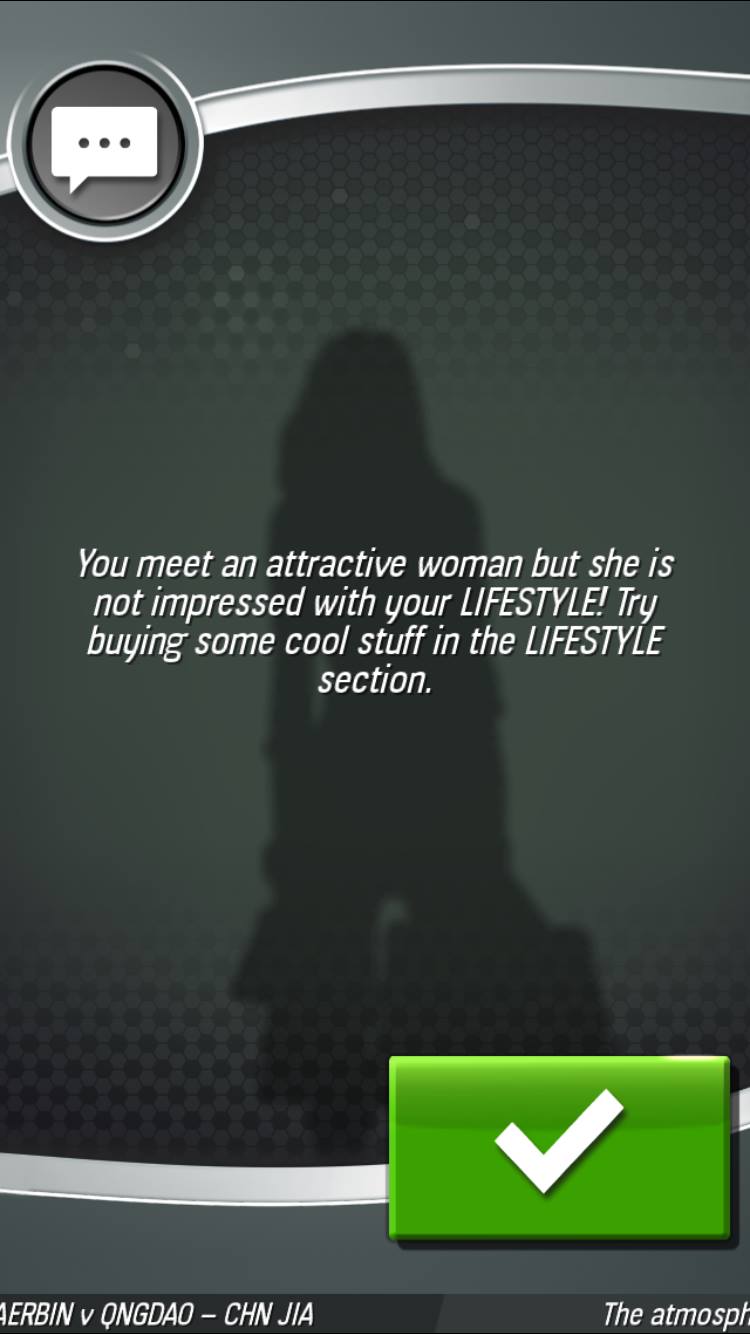 You meet an attractive woman but she is
not impressed with your LIFESTYLE! Try
buying some cool stuff in the LIFESTYLE
section.
AERBIN v QNGDAO – CHN JIA
The atmosph